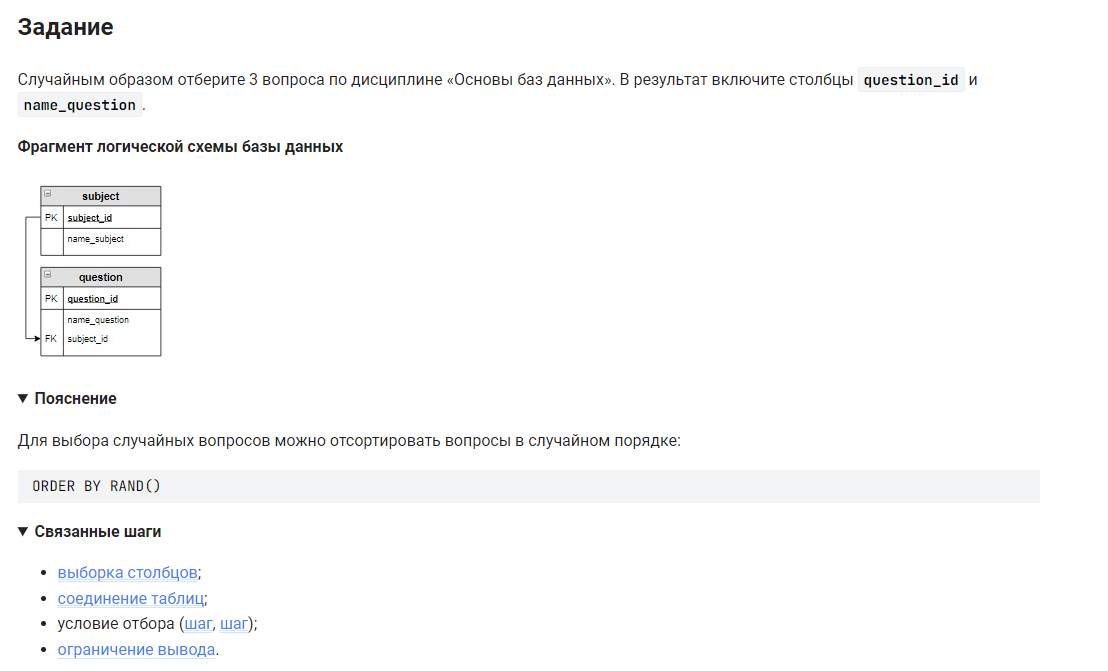 Задание
Случайным образом отберите 3 вопроса по дисциплине «Основы баз данных». В результат включите столбцы question_id и
name_question.
Фрагмент логической схемы базы данных
subject
PK subject_id
name_subject
question
PK question_id
name_question
FK subject_id
▼ Пояснение
Для выбора случайных вопросов можно отсортировать вопросы в случайном порядке:
ORDER BY RAND()
▼ Связанные шаги
• выборка столбцов;
• соединение таблиц;
• условие отбора (шаг, шаг);
• ограничение вывода.